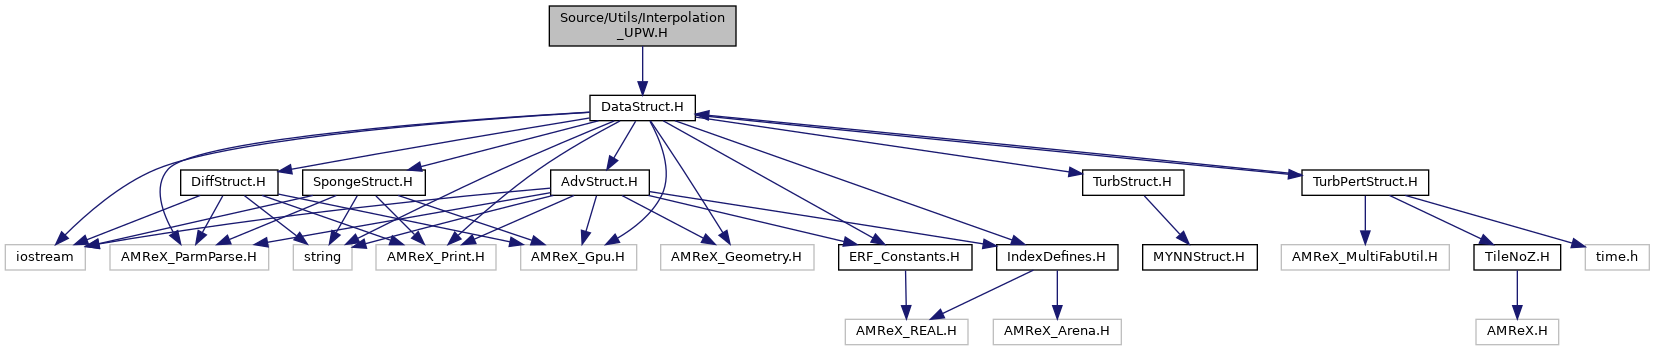 Source/Utils/Interpolation
_UPW.H
DataStruct.H
DiffStruct.H
SpongeStruct.H
AdvStruct.H
TurbStruct.H
TurbPertStruct.H
iostream
AMReX_ParmParse.H
string
AMReX_Print.H
AMReX_Gpu.H
AMReX_Geometry.H
ERF_Constants.H
IndexDefines.H
MYNNStruct.H
AMReX_MultiFabUtil.H
TileNoZ.H
time.h
AMReX_REAL.H
AMReX_Arena.H
AMReX.H